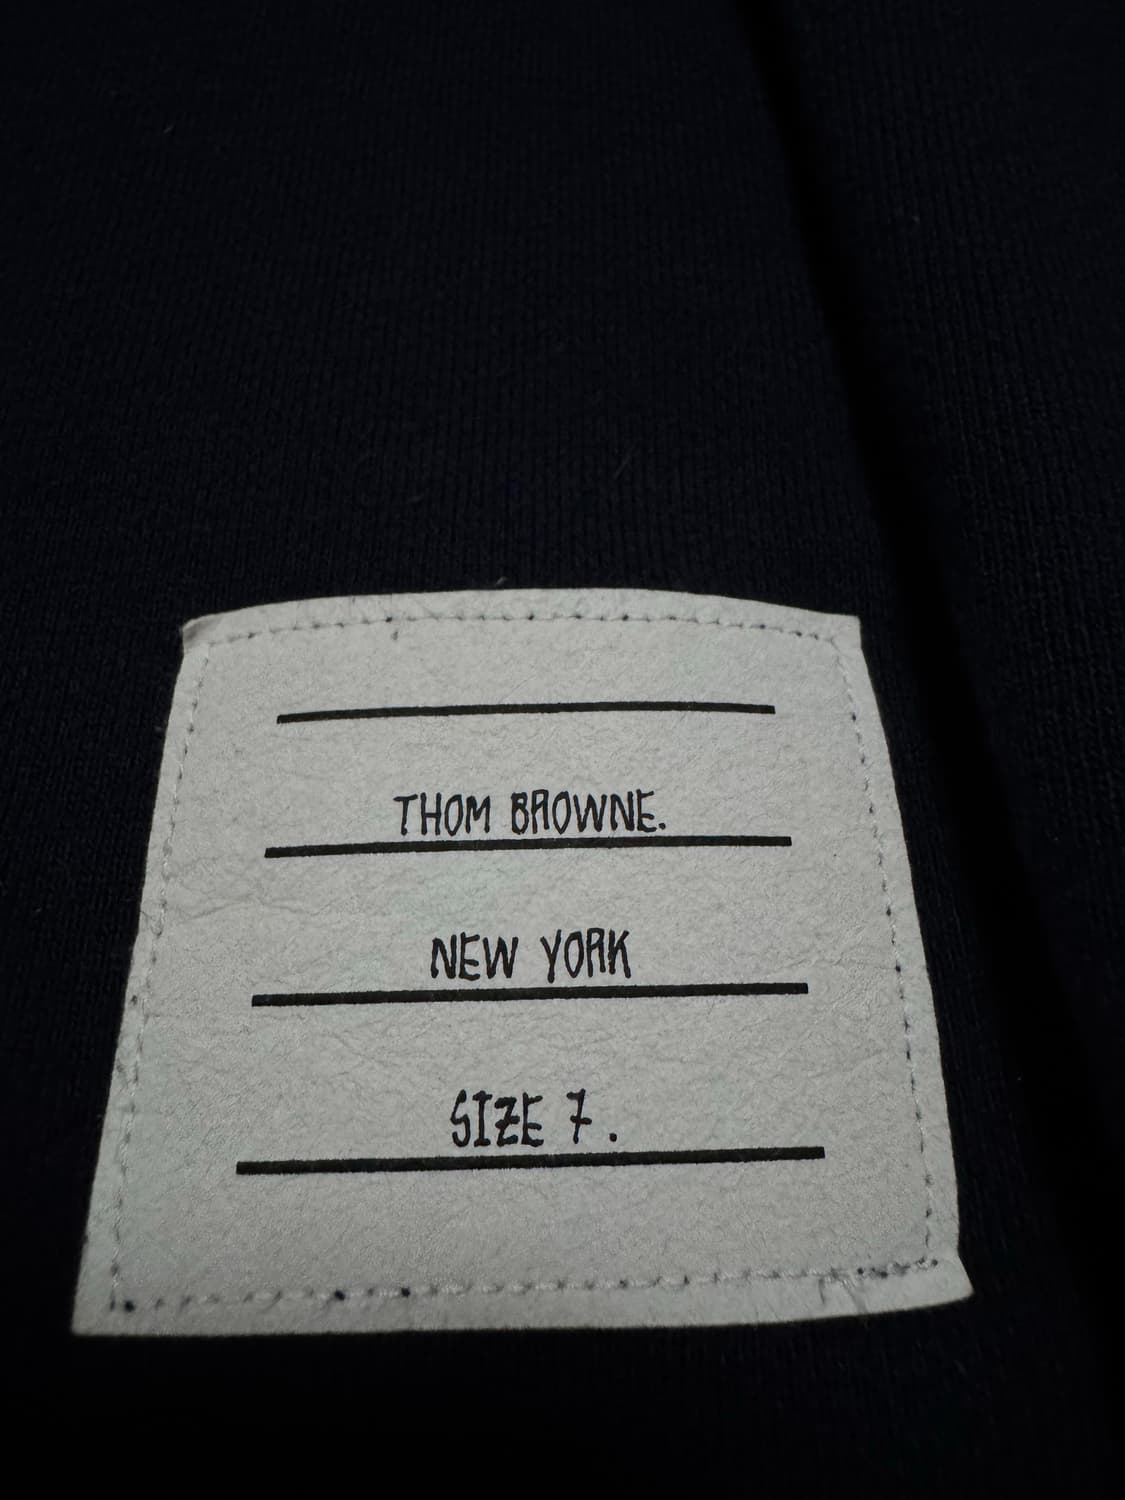 THOM BROWNE.
NEW YORK
SIZE 7.